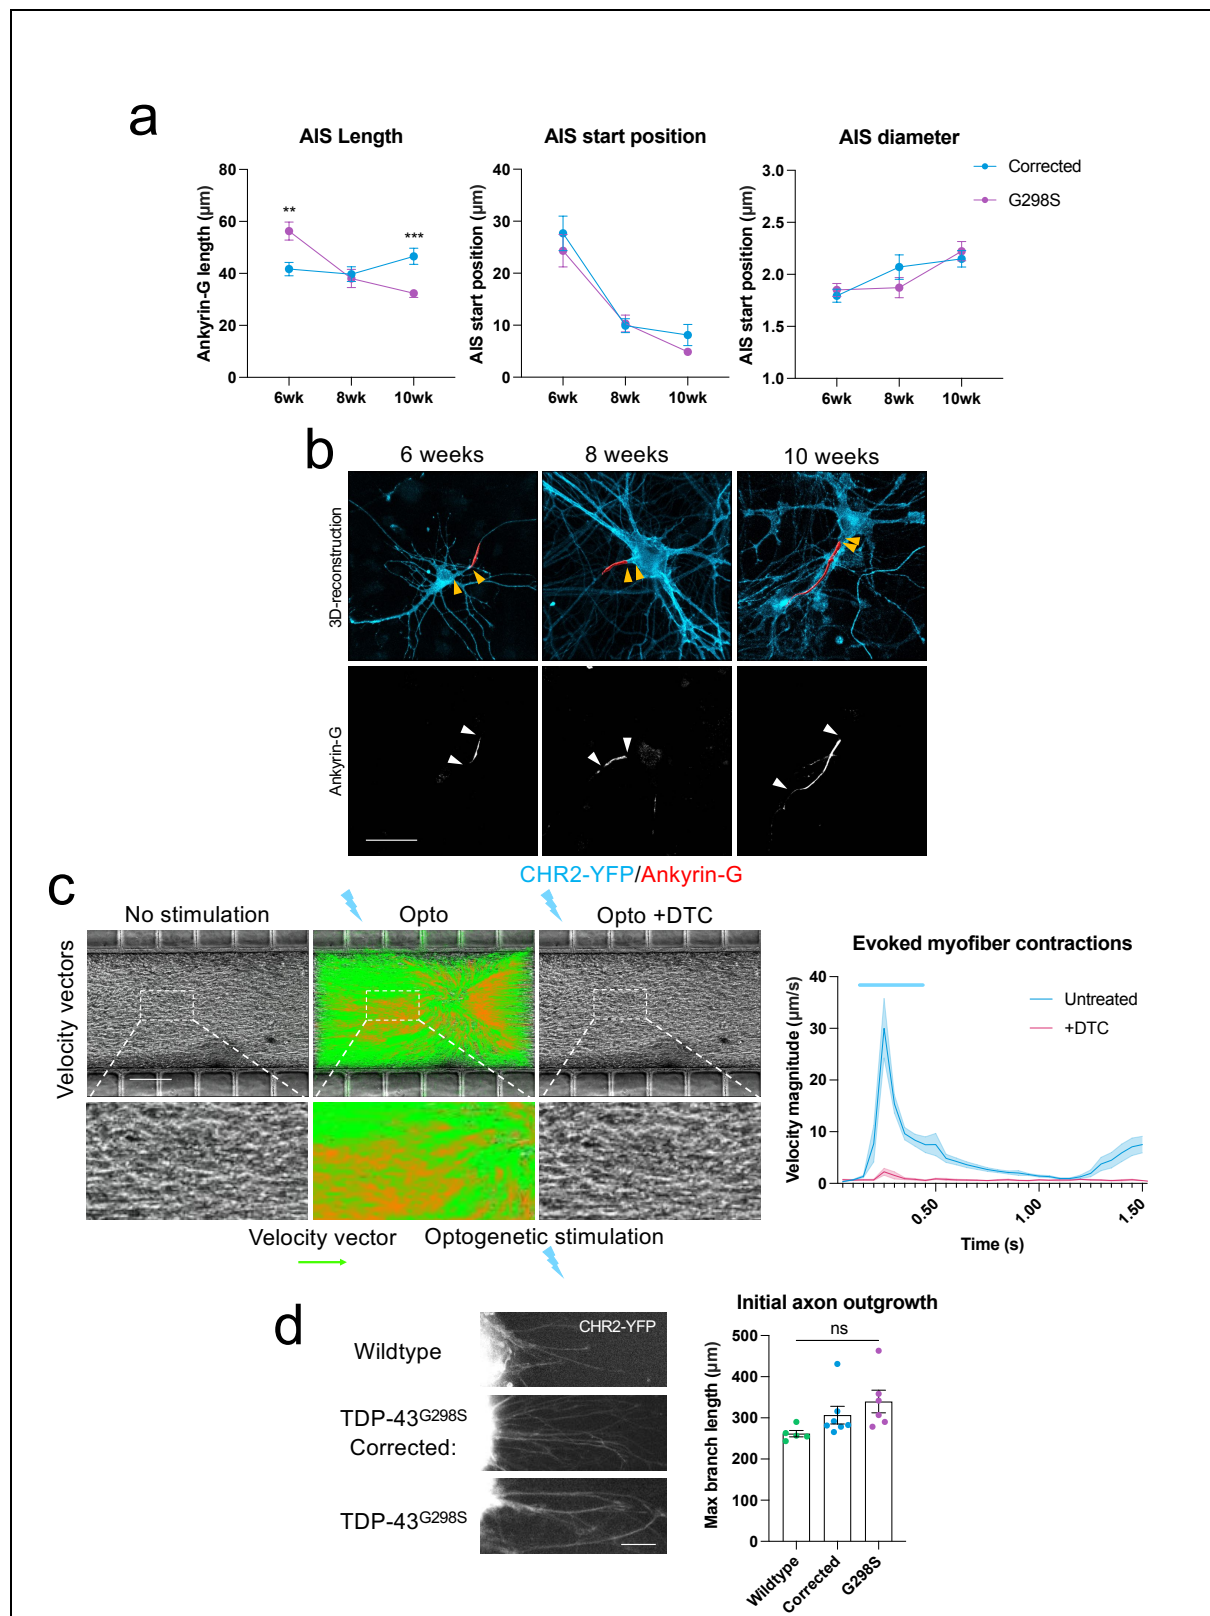 a
AIS Length
Ankyrin-G length (µm)
80
60
40
20
0
**
***
6wk
8wk
10wk
AIS start position
AIS start position (µm)
40
30
20
10
0
6wk
8wk
10wk
AIS diameter
AIS start position (µm)
3.0
2.5
2.0
1.5
1.0
6wk
8wk
10wk
Corrected
G298S
b
6 weeks
8 weeks
10 weeks
3D-reconstruction
Ankyrin-G
CHR2-YFP/Ankyrin-G
c
No stimulation
Opto
Opto +DTC
Velocity vectors
Velocity vector
Optogenetic stimulation
Evoked myofiber contractions
Velocity magnitude (µm/s)
40
30
20
10
0
Untreated
+DTC
0.50
1.00
1.50
Time (s)
d
Wildtype
TDP-43G298S
Corrected:
TDP-43G298S
CHR2-YFP
Initial axon outgrowth
ns
Max branch length (µm)
500
400
300
200
100
0
Wildtype
Corrected
G298S